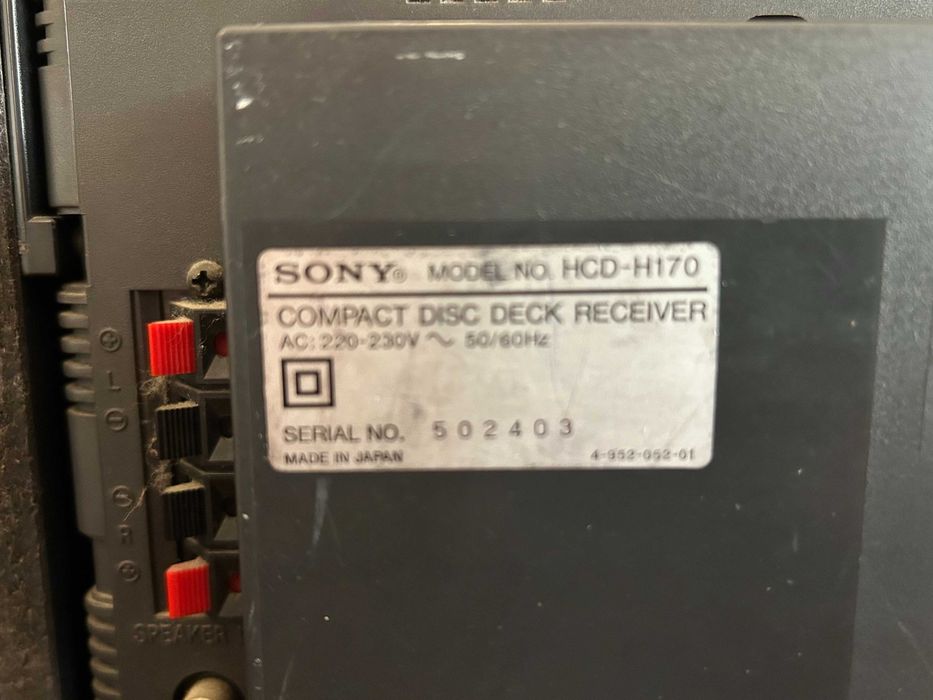 SONY® MODEL NO. HCD-H170
COMPACT DISC DECK RECEIVER
AC: 220-230V ~ 50/60Hz
SERIAL NO. 502403
MADE IN JAPAN 4-952-052-01
⊕
L
⊖
⊖
R
⊕
SPEAKER